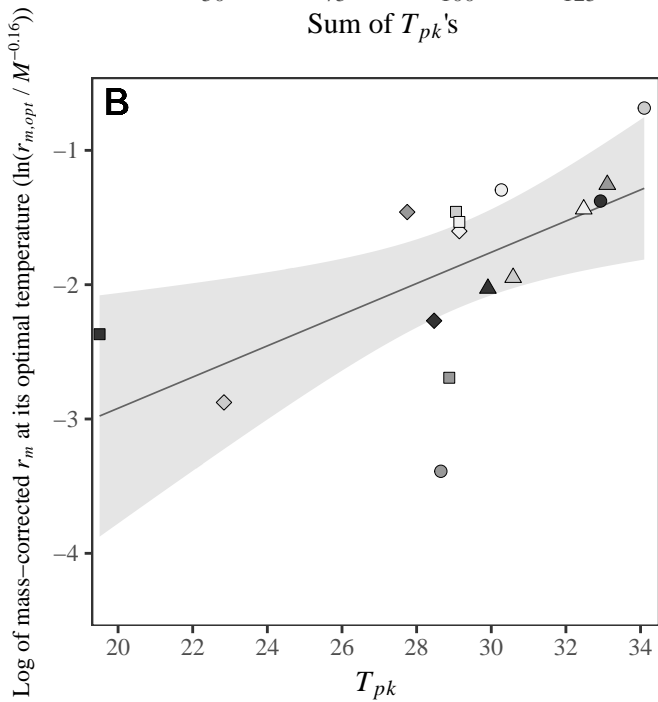 Sum of T_pk's
Log of mass−corrected r_m at its optimal temperature (ln(r_m,opt / M^−0.16))
B
−1
−2
−3
−4
20 22 24 26 28 30 32 34
T_pk